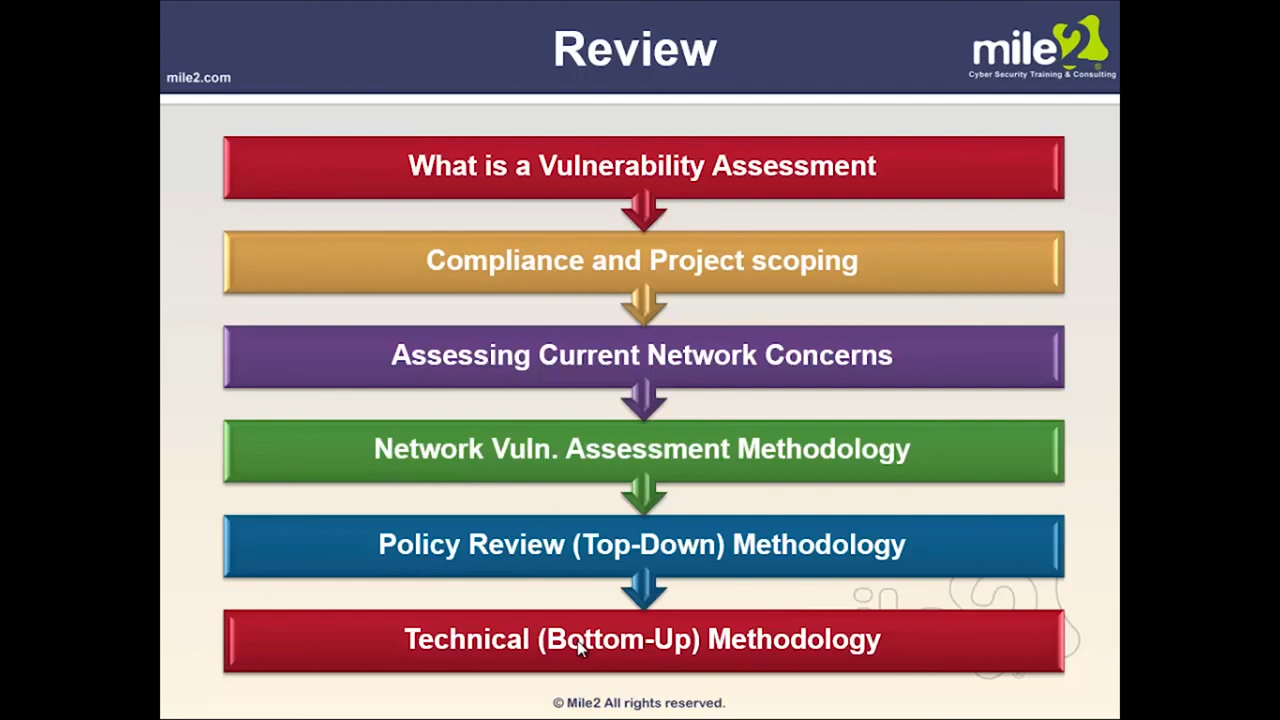 Review
mile2.com
mile2
Cyber Security Training & Consulting
What is a Vulnerability Assessment
Compliance and Project scoping
Assessing Current Network Concerns
Network Vuln. Assessment Methodology
Policy Review (Top-Down) Methodology
Technical (Bottom-Up) Methodology
© Mile2 All rights reserved.